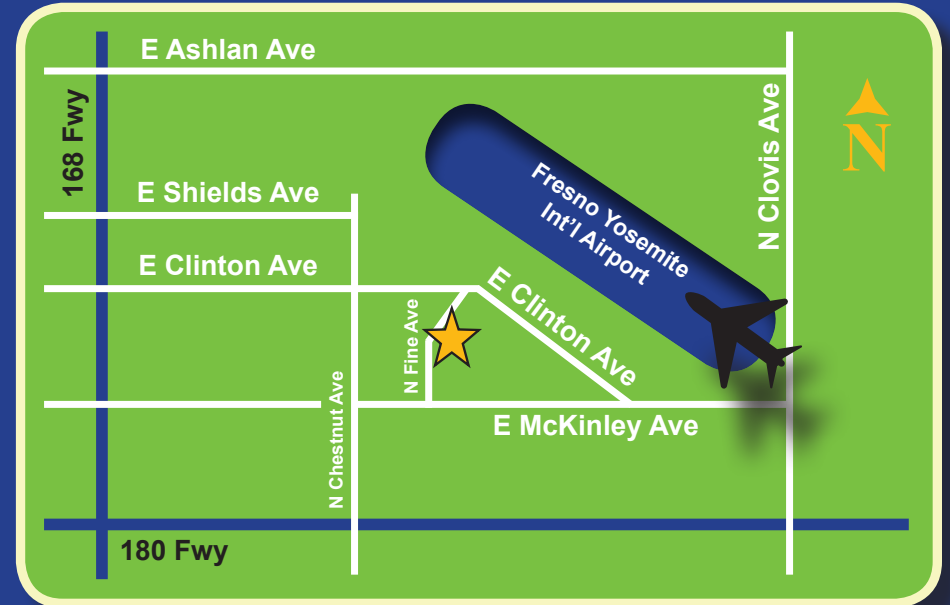 E Ashlan Ave
168 Fwy
N Clovis Ave
N
E Shields Ave
Fresno Yosemite
Int'l Airport
E Clinton Ave
E Clinton Ave
N Fine Ave
N Chestnut Ave
E McKinley Ave
180 Fwy